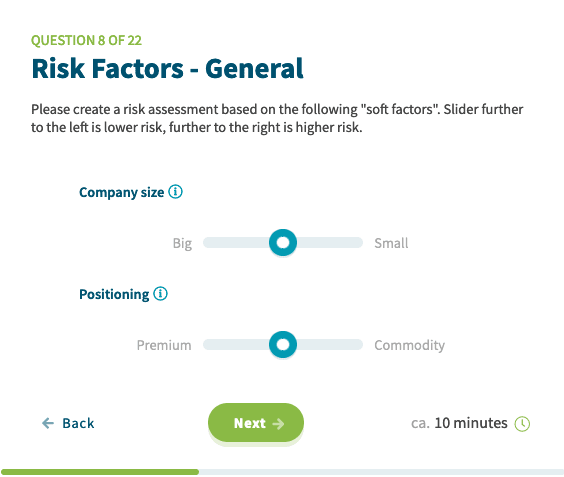 QUESTION 8 OF 22
Risk Factors - General
Please create a risk assessment based on the following "soft factors". Slider further
to the left is lower risk, further to the right is higher risk.
Company size
Big Small
Positioning
Premium Commodity
Back Next ca. 10 minutes